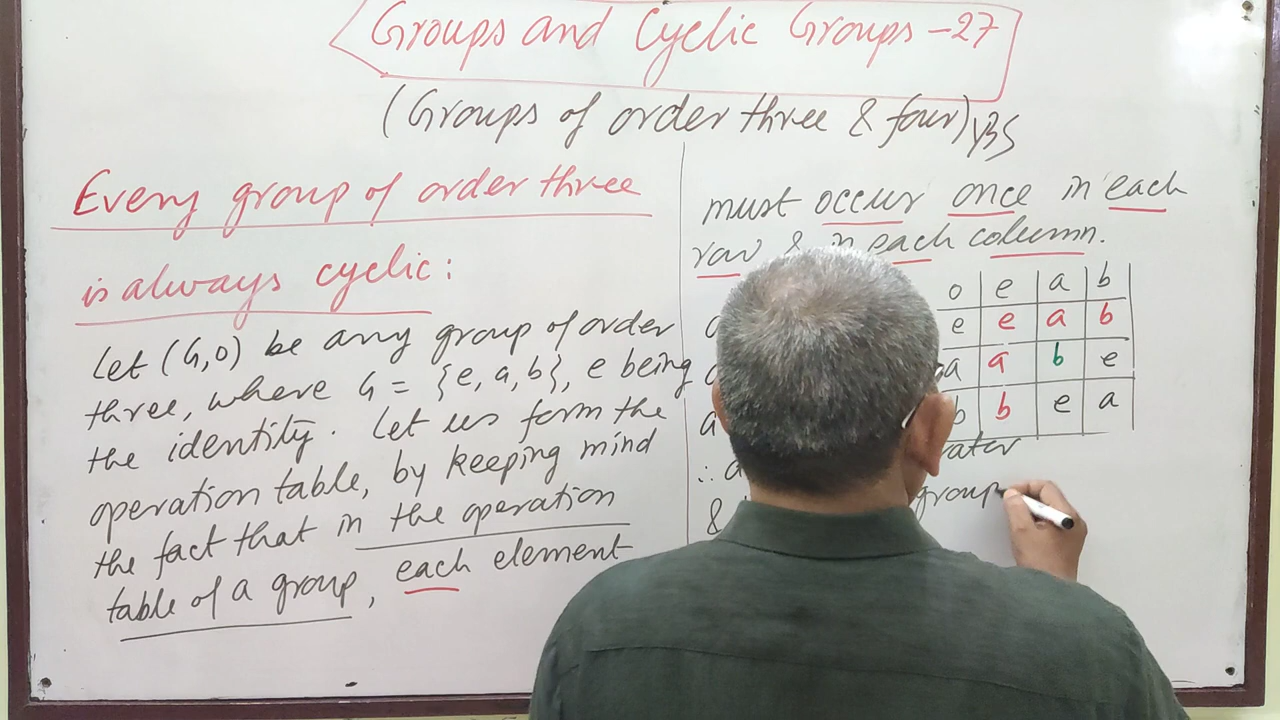 Groups and Cyclic Groups - 27
(Groups of order three & four) YBS
Every group of order three
is always cyclic :
Let (G,o) be any group of order
three, where G = {e, a, b}, e being
the identity. Let us form the
operation table, by keeping mind
the fact that in the operation
table of a group, each element
must occur once in each
row & in each column.
o e a b
e e a b
a a b e
b b e a
∴ a
& group